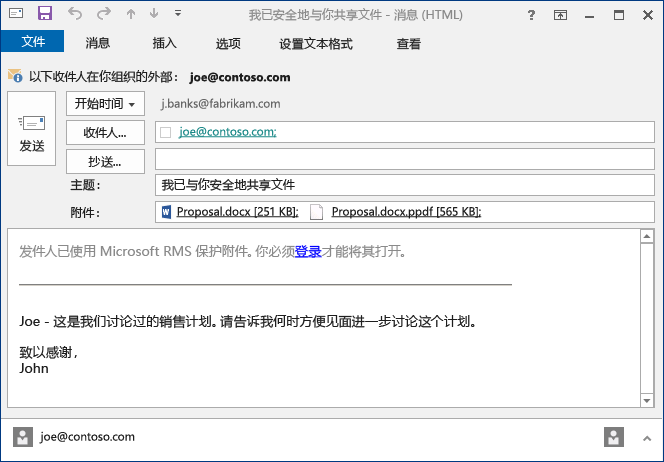 我已安全地与你共享文件 - 消息 (HTML)
?
文件 消息 插入 选项 设置文本格式 查看
以下收件人在你组织的外部： joe@contoso.com
发送
开始时间 j.banks@fabrikam.com
收件人... joe@contoso.com;
抄送...
主题： 我已与你安全地共享文件
附件： Proposal.docx [251 KB]; Proposal.docx.ppdf [565 KB];
发件人已使用 Microsoft RMS 保护附件。你必须登录才能将其打开。
Joe - 这是我们讨论过的销售计划。请告诉我何时方便见面进一步讨论这个计划。
致以感谢，
John
joe@contoso.com